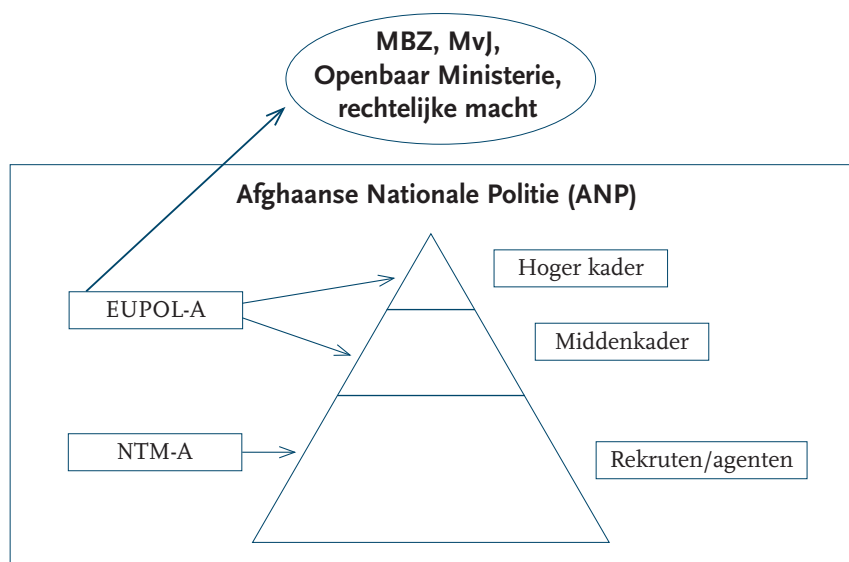 MBZ, MvJ,
Openbaar Ministerie,
rechtelijke macht
Afghaanse Nationale Politie (ANP)
Hoger kader
EUPOL-A
Middenkader
NTM-A
Rekruten/agenten